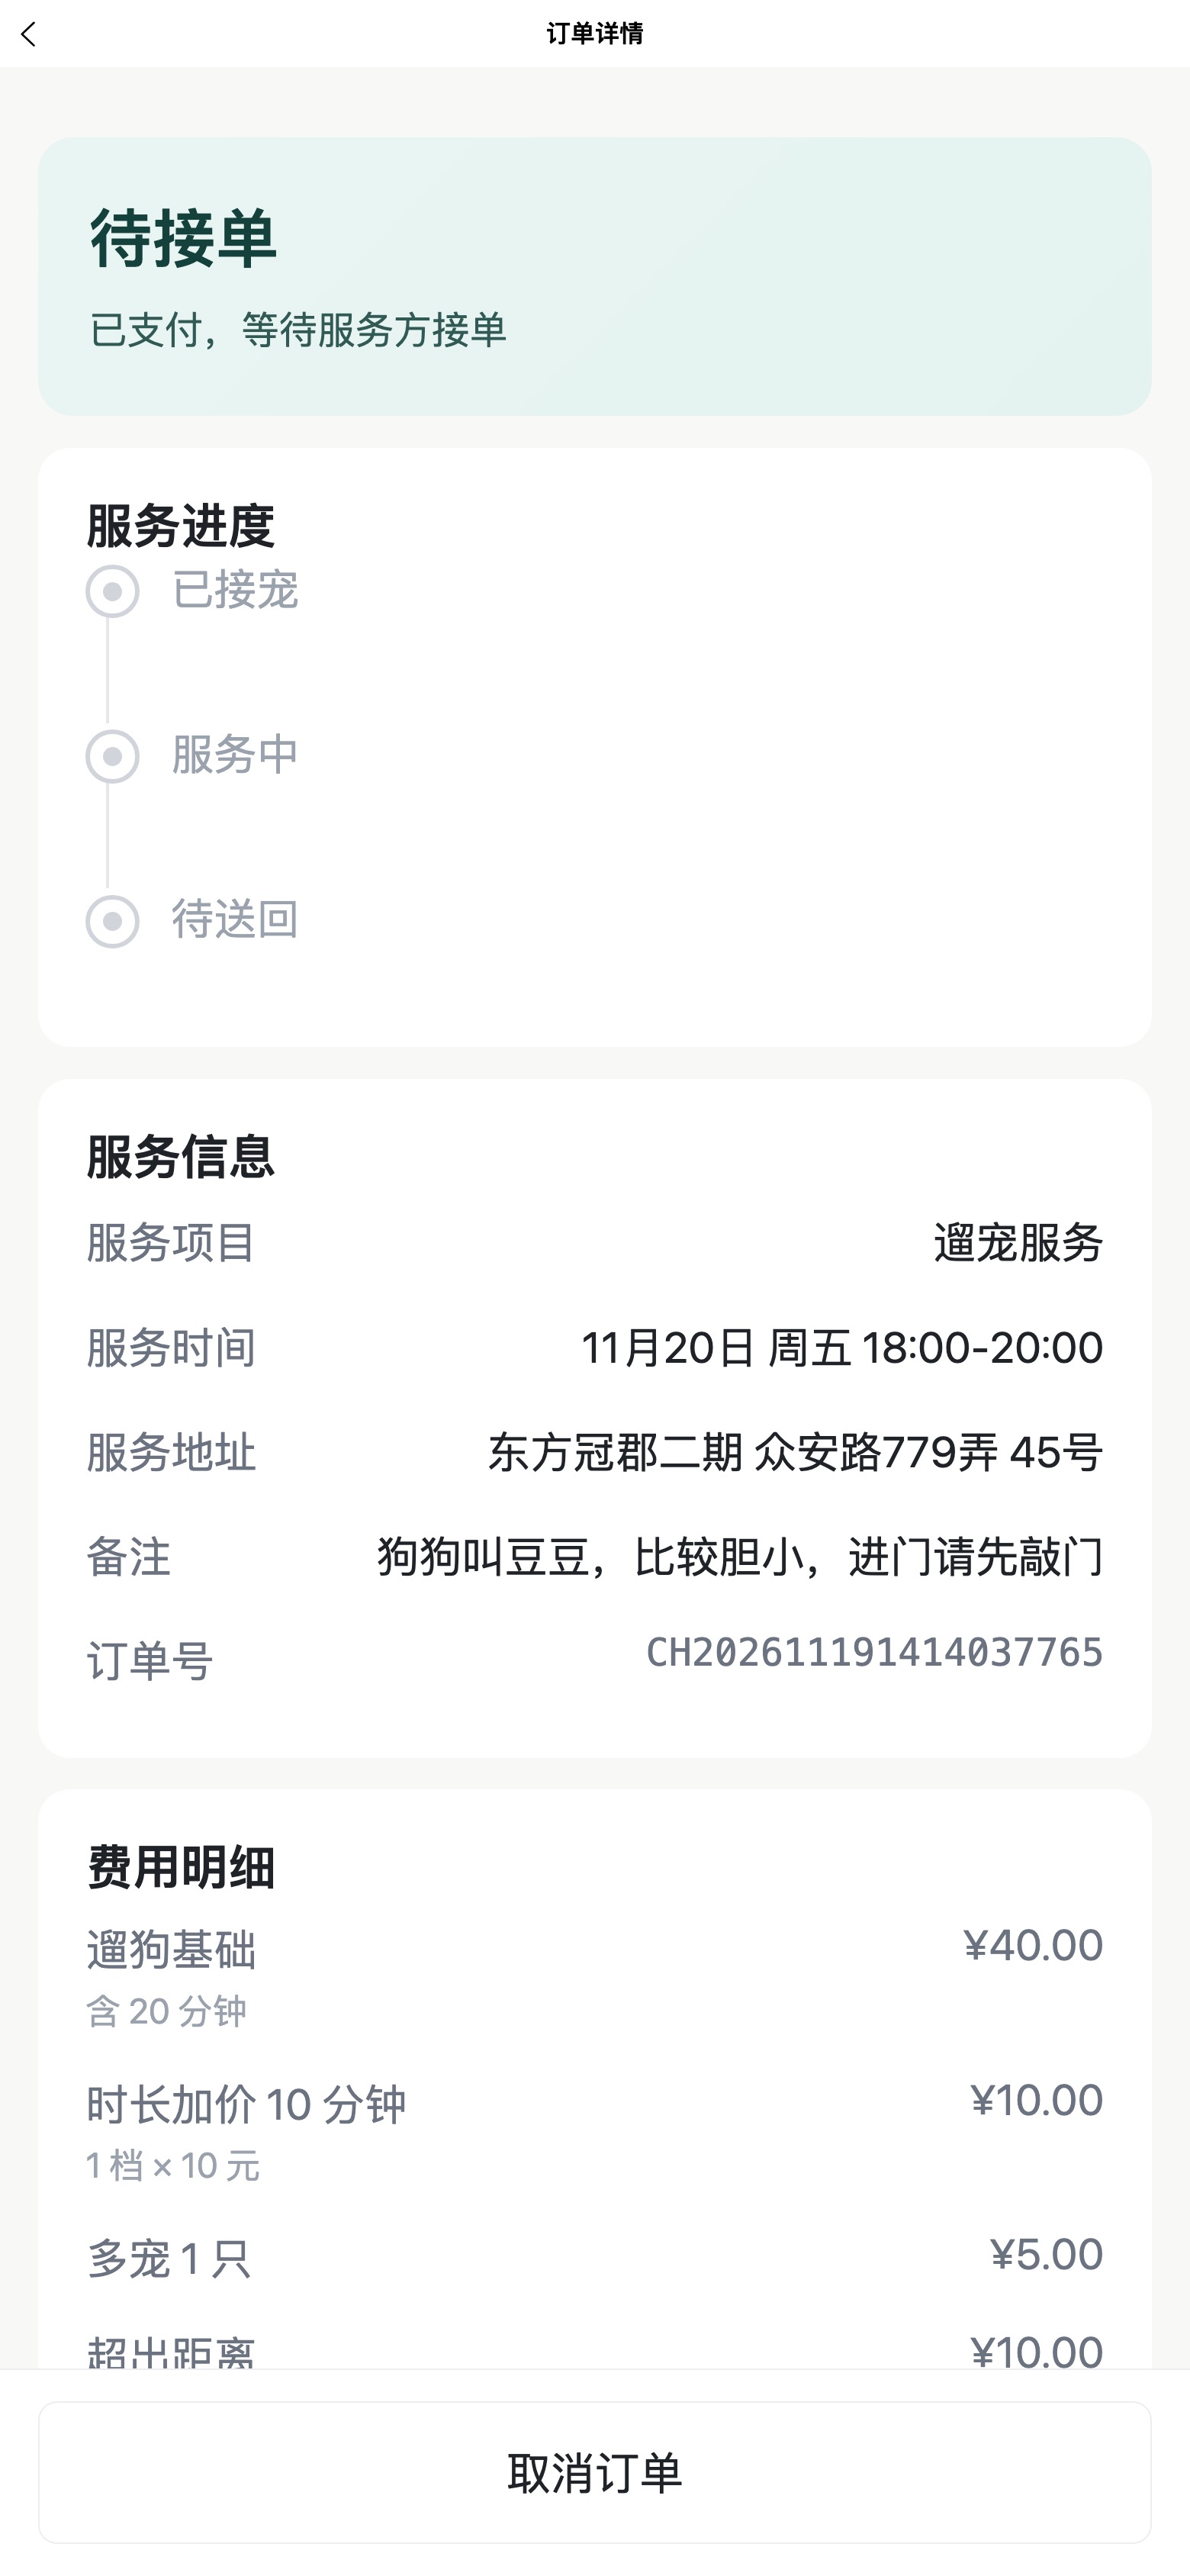 订单详情
待接单
已支付，等待服务方接单
服务进度
已接宠
服务中
待送回
服务信息
服务项目 遛宠服务
服务时间 11月20日 周五 18:00-20:00
服务地址 东方冠郡二期 众安路779弄 45号
备注 狗狗叫豆豆，比较胆小，进门请先敲门
订单号 CH202611191414037765
费用明细
遛狗基础 ¥40.00
含 20 分钟
时长加价 10 分钟 ¥10.00
1 档 × 10 元
多宠 1 只 ¥5.00
超出距离 ¥10.00
取消订单